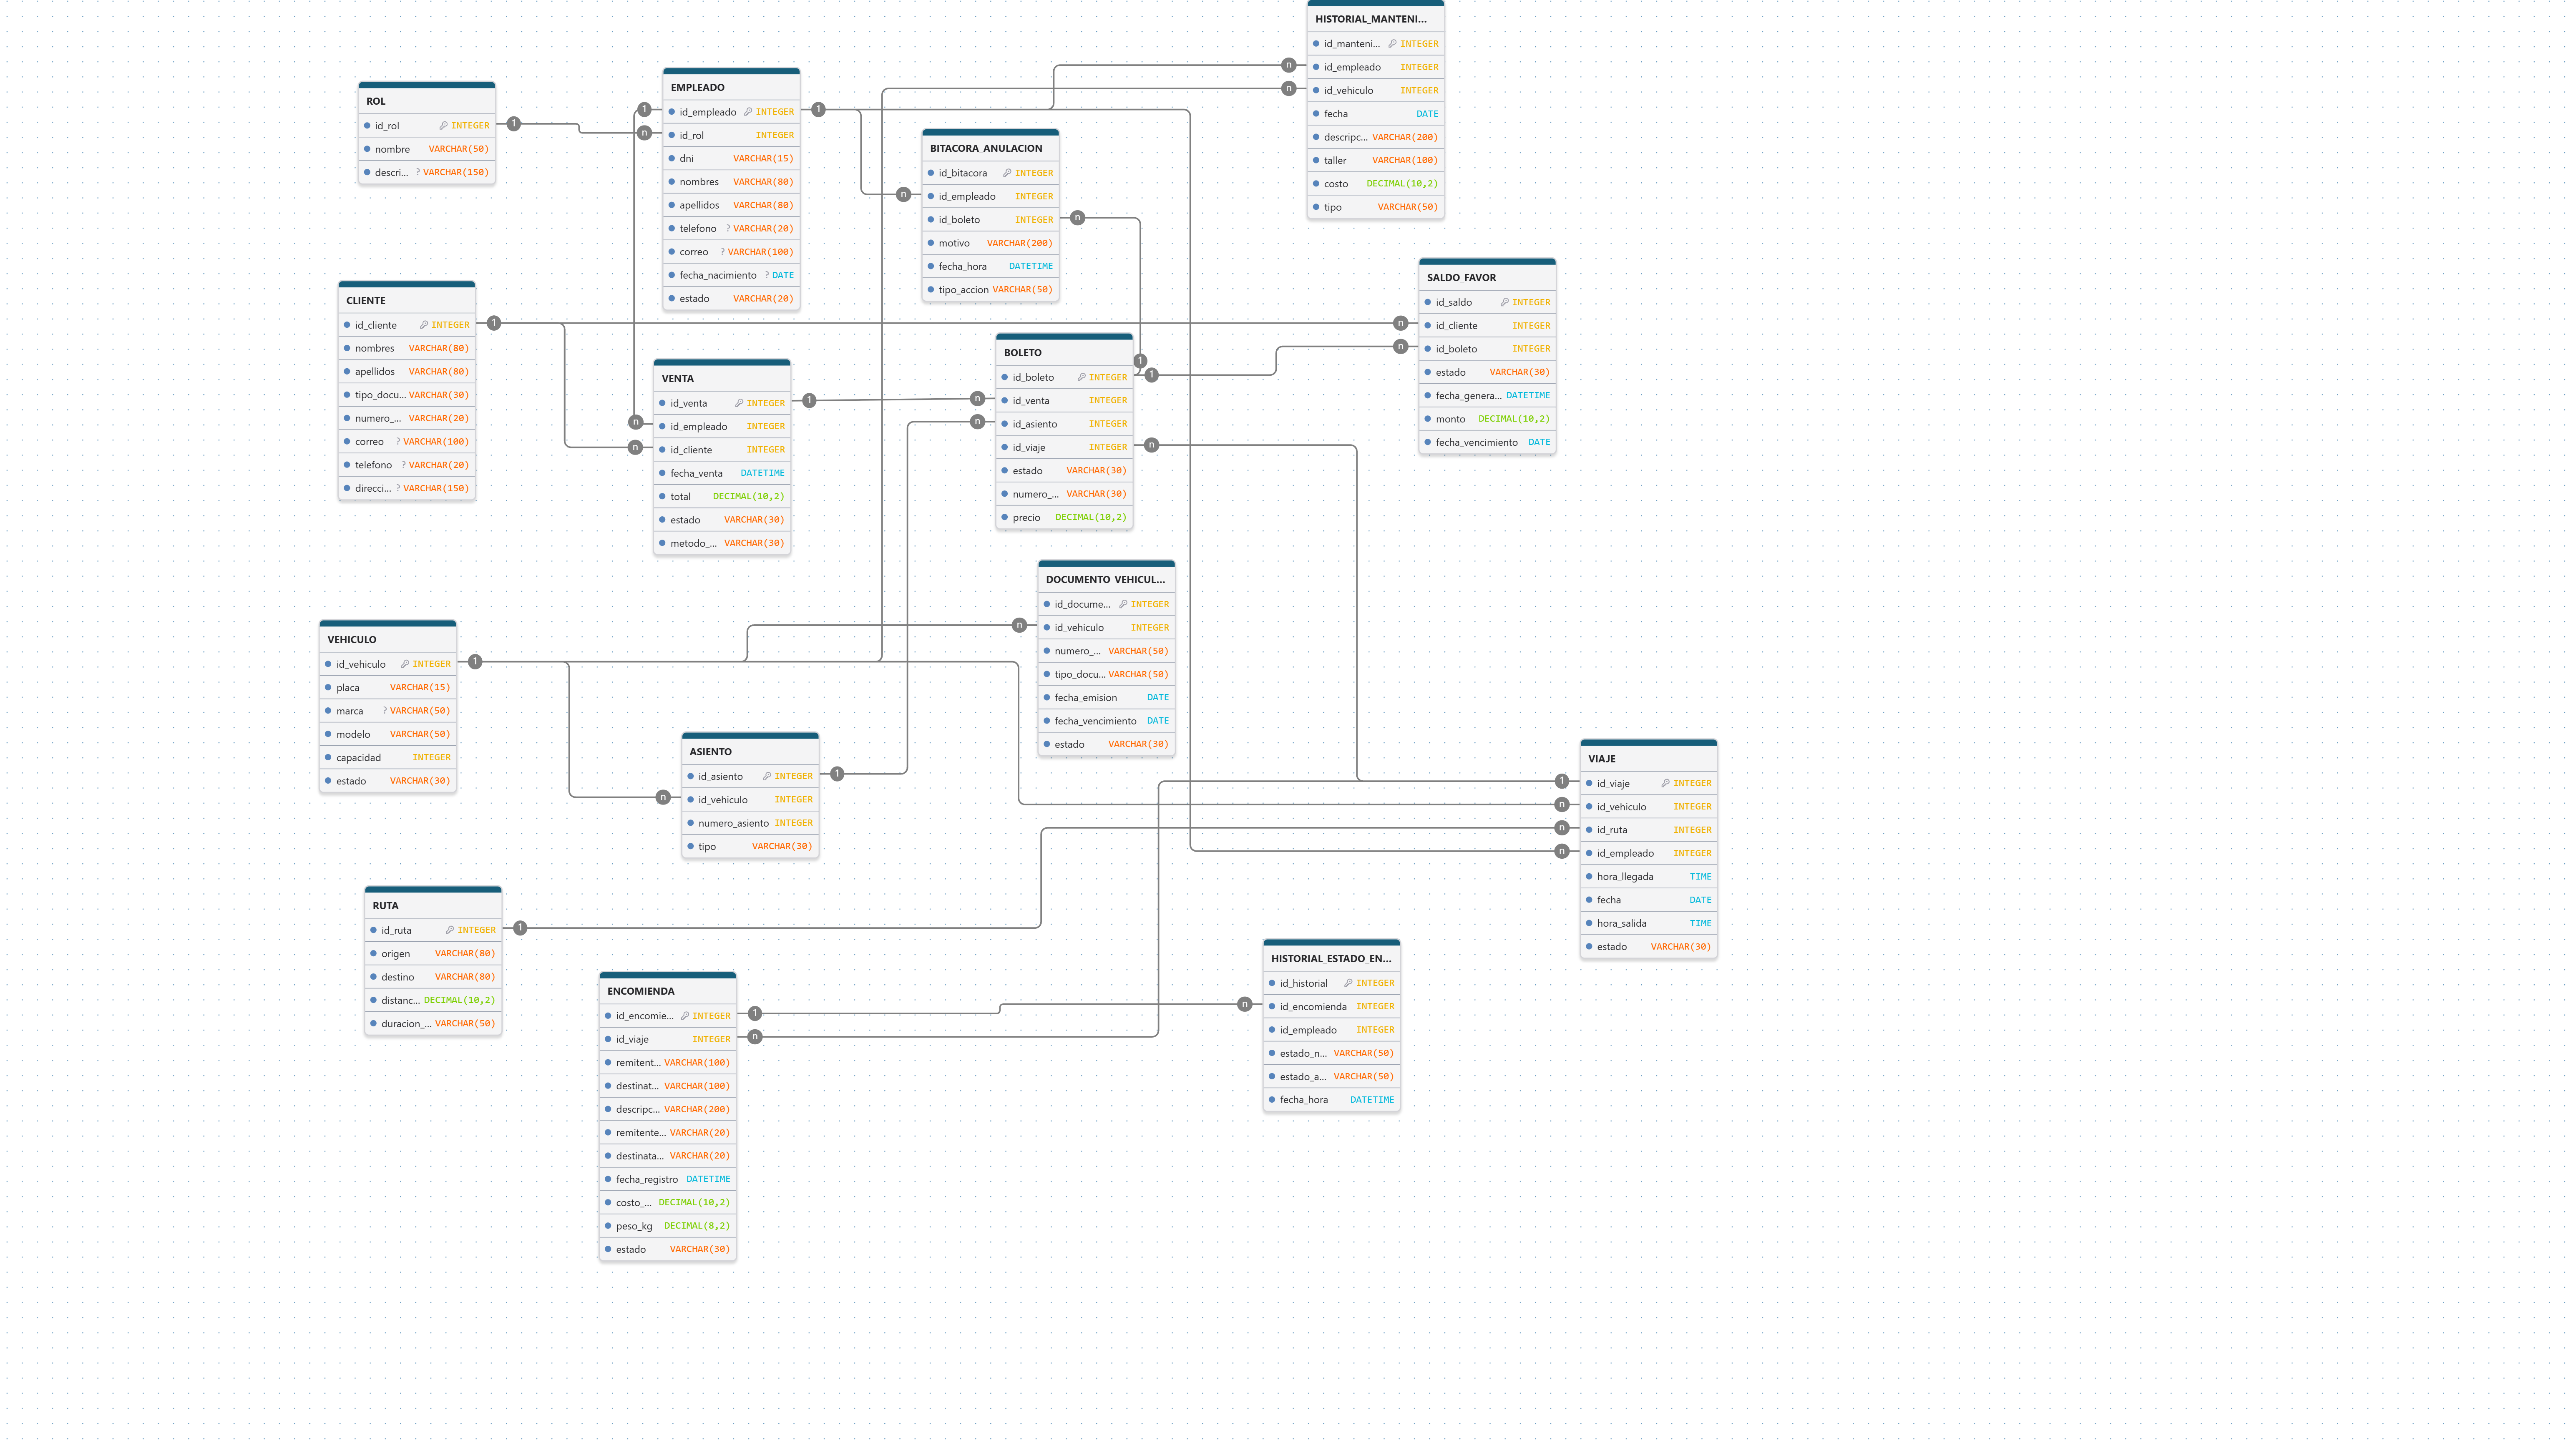 HISTORIAL_MANTENI...
id_manteni... INTEGER
id_empleado INTEGER
id_vehiculo INTEGER
fecha DATE
descripc... VARCHAR(200)
taller VARCHAR(100)
costo DECIMAL(10,2)
tipo VARCHAR(50)
ROL
id_rol INTEGER
nombre VARCHAR(50)
descri... ? VARCHAR(150)
EMPLEADO
id_empleado INTEGER
id_rol INTEGER
dni VARCHAR(15)
nombres VARCHAR(80)
apellidos VARCHAR(80)
telefono ? VARCHAR(20)
correo ? VARCHAR(100)
fecha_nacimiento ? DATE
estado VARCHAR(20)
BITACORA_ANULACION
id_bitacora INTEGER
id_empleado INTEGER
id_boleto INTEGER
motivo VARCHAR(200)
fecha_hora DATETIME
tipo_accion VARCHAR(50)
SALDO_FAVOR
id_saldo INTEGER
id_cliente INTEGER
id_boleto INTEGER
estado VARCHAR(30)
fecha_genera... DATETIME
monto DECIMAL(10,2)
fecha_vencimiento DATE
CLIENTE
id_cliente INTEGER
nombres VARCHAR(80)
apellidos VARCHAR(80)
tipo_docu... VARCHAR(30)
numero_... VARCHAR(20)
correo ? VARCHAR(100)
telefono ? VARCHAR(20)
direcci... ? VARCHAR(150)
VENTA
id_venta INTEGER
id_empleado INTEGER
id_cliente INTEGER
fecha_venta DATETIME
total DECIMAL(10,2)
estado VARCHAR(30)
metodo_... VARCHAR(30)
BOLETO
id_boleto INTEGER
id_venta INTEGER
id_asiento INTEGER
id_viaje INTEGER
estado VARCHAR(30)
numero_... VARCHAR(30)
precio DECIMAL(10,2)
DOCUMENTO_VEHICUL...
id_docume... INTEGER
id_vehiculo INTEGER
numero_... VARCHAR(50)
tipo_docu... VARCHAR(50)
fecha_emision DATE
fecha_vencimiento DATE
estado VARCHAR(30)
VEHICULO
id_vehiculo INTEGER
placa VARCHAR(15)
marca ? VARCHAR(50)
modelo VARCHAR(50)
capacidad INTEGER
estado VARCHAR(30)
ASIENTO
id_asiento INTEGER
id_vehiculo INTEGER
numero_asiento INTEGER
tipo VARCHAR(30)
VIAJE
id_viaje INTEGER
id_vehiculo INTEGER
id_ruta INTEGER
id_empleado INTEGER
hora_llegada TIME
fecha DATE
hora_salida TIME
estado VARCHAR(30)
RUTA
id_ruta INTEGER
origen VARCHAR(80)
destino VARCHAR(80)
distanc... DECIMAL(10,2)
duracion_... VARCHAR(50)
ENCOMIENDA
id_encomie... INTEGER
id_viaje INTEGER
remitent... VARCHAR(100)
destinat... VARCHAR(100)
descripc... VARCHAR(200)
remitente... VARCHAR(20)
destinata... VARCHAR(20)
fecha_registro DATETIME
costo_... DECIMAL(10,2)
peso_kg DECIMAL(8,2)
estado VARCHAR(30)
HISTORIAL_ESTADO_EN...
id_historial INTEGER
id_encomienda INTEGER
id_empleado INTEGER
estado_n... VARCHAR(50)
estado_a... VARCHAR(50)
fecha_hora DATETIME